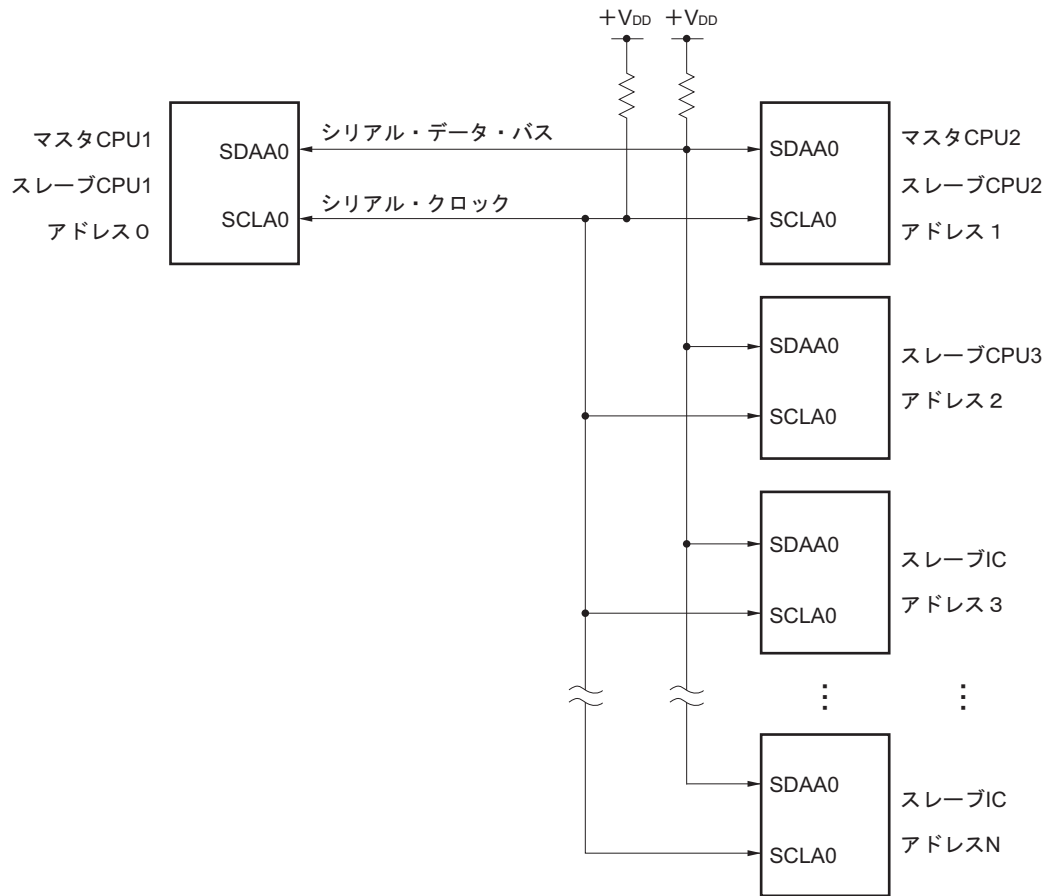 +VDD
+VDD
マスタCPU1
スレーブCPU1
アドレス0
SDAA0
SCLA0
シリアル・データ・バス
シリアル・クロック
SDAA0
SCLA0
マスタCPU2
スレーブCPU2
アドレス1
SDAA0
SCLA0
スレーブCPU3
アドレス2
SDAA0
SCLA0
スレーブIC
アドレス3
SDAA0
SCLA0
スレーブIC
アドレスN